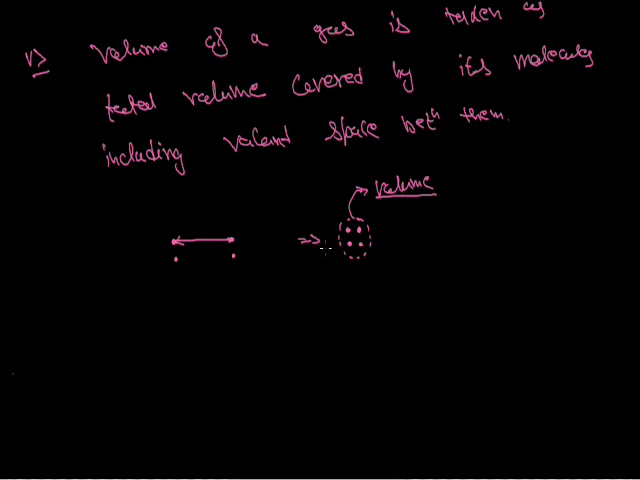 V> Volume of a gas is taken as
total volume covered by its molecules
including vacant space betn them.
volume
=>